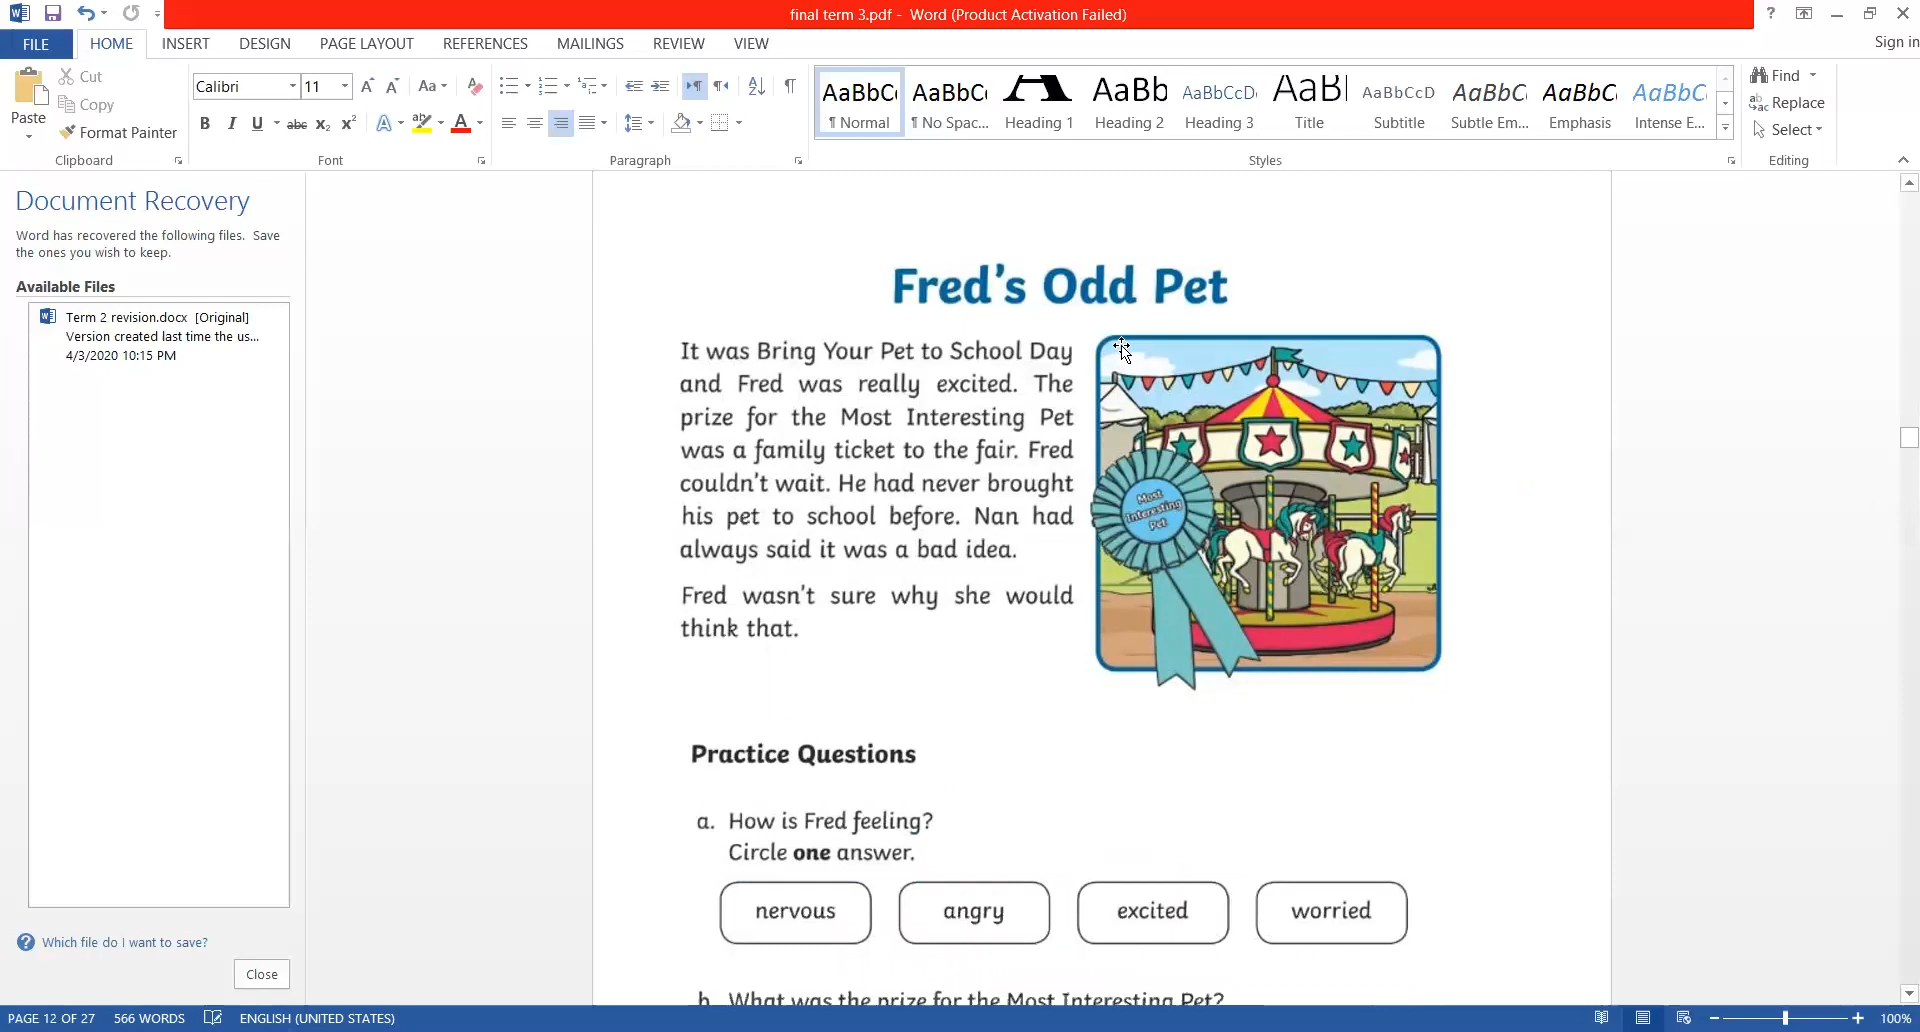 final term 3.pdf - Word (Product Activation Failed)
FILE HOME INSERT DESIGN PAGE LAYOUT REFERENCES MAILINGS REVIEW VIEW
Sign in
Paste
Cut
Copy
Format Painter
Clipboard
Calibri 11
Font
Paragraph
AaBbCc AaBbCc A AaBb AaBbCcD AaB AaBbCcD AaBbC AaBbC AaBbC
¶ Normal ¶ No Spac... Heading 1 Heading 2 Heading 3 Title Subtitle Subtle Em... Emphasis Intense E...
Styles
Find
Replace
Select
Editing
Document Recovery
Word has recovered the following files. Save
the ones you wish to keep.
Available Files
Term 2 revision.docx [Original]
Version created last time the us...
4/3/2020 10:15 PM
Which file do I want to save?
Close
Fred's Odd Pet
It was Bring Your Pet to School Day
and Fred was really excited. The
prize for the Most Interesting Pet
was a family ticket to the fair. Fred
couldn't wait. He had never brought
his pet to school before. Nan had
always said it was a bad idea.
Fred wasn't sure why she would
think that.
Most
Interesting
Pet
Practice Questions
a. How is Fred feeling?
Circle one answer.
nervous angry excited worried
b. What was the prize for the Most Interesting Pet?
PAGE 12 OF 27 566 WORDS ENGLISH (UNITED STATES)
100%